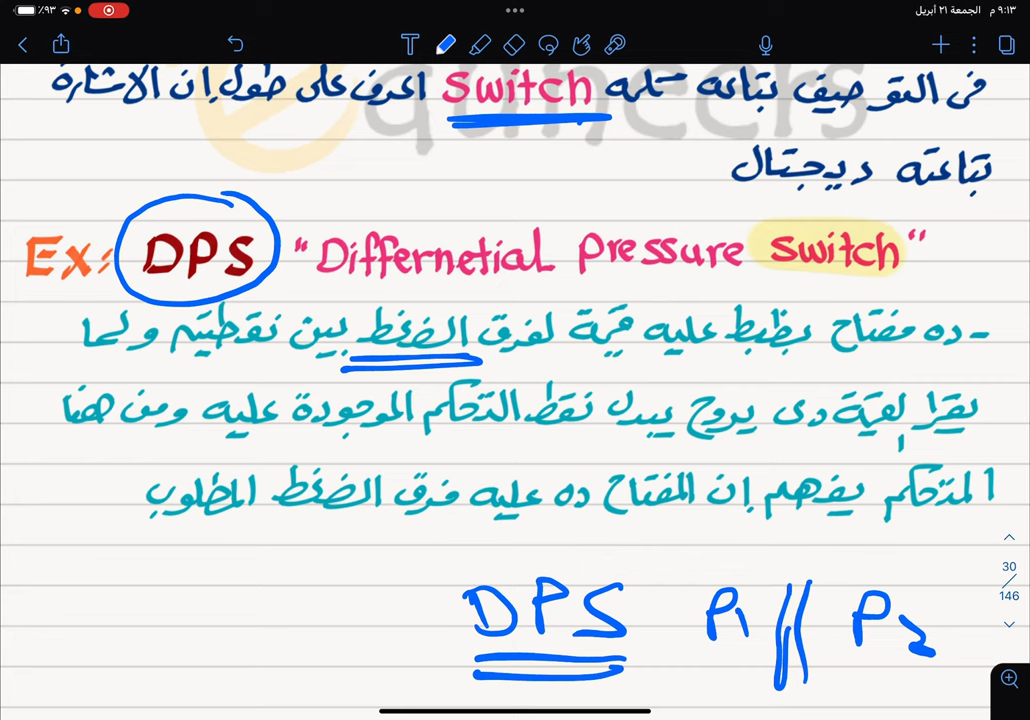 ٩:١٣ م الجمعة ٢١ أبريل
٩٣٪
فى التوصيف بتاعه كلمه Switch اعرف على طول إن الاشارة
بتاعته ديجتال
equneers
Ex: DPS "Differnetial Pressure Switch"
- ده مفتاح بظبط عليه قيمة لفرق الضغط بين نقطتين ولما
يقرا القيمة دى يروح يبدل نقط التحكم الموجودة عليه ومن هنا
المتحكم يفهم إن المفتاح ده عليه فرق الضغط المطلوب
DPS P1 P2
30
146